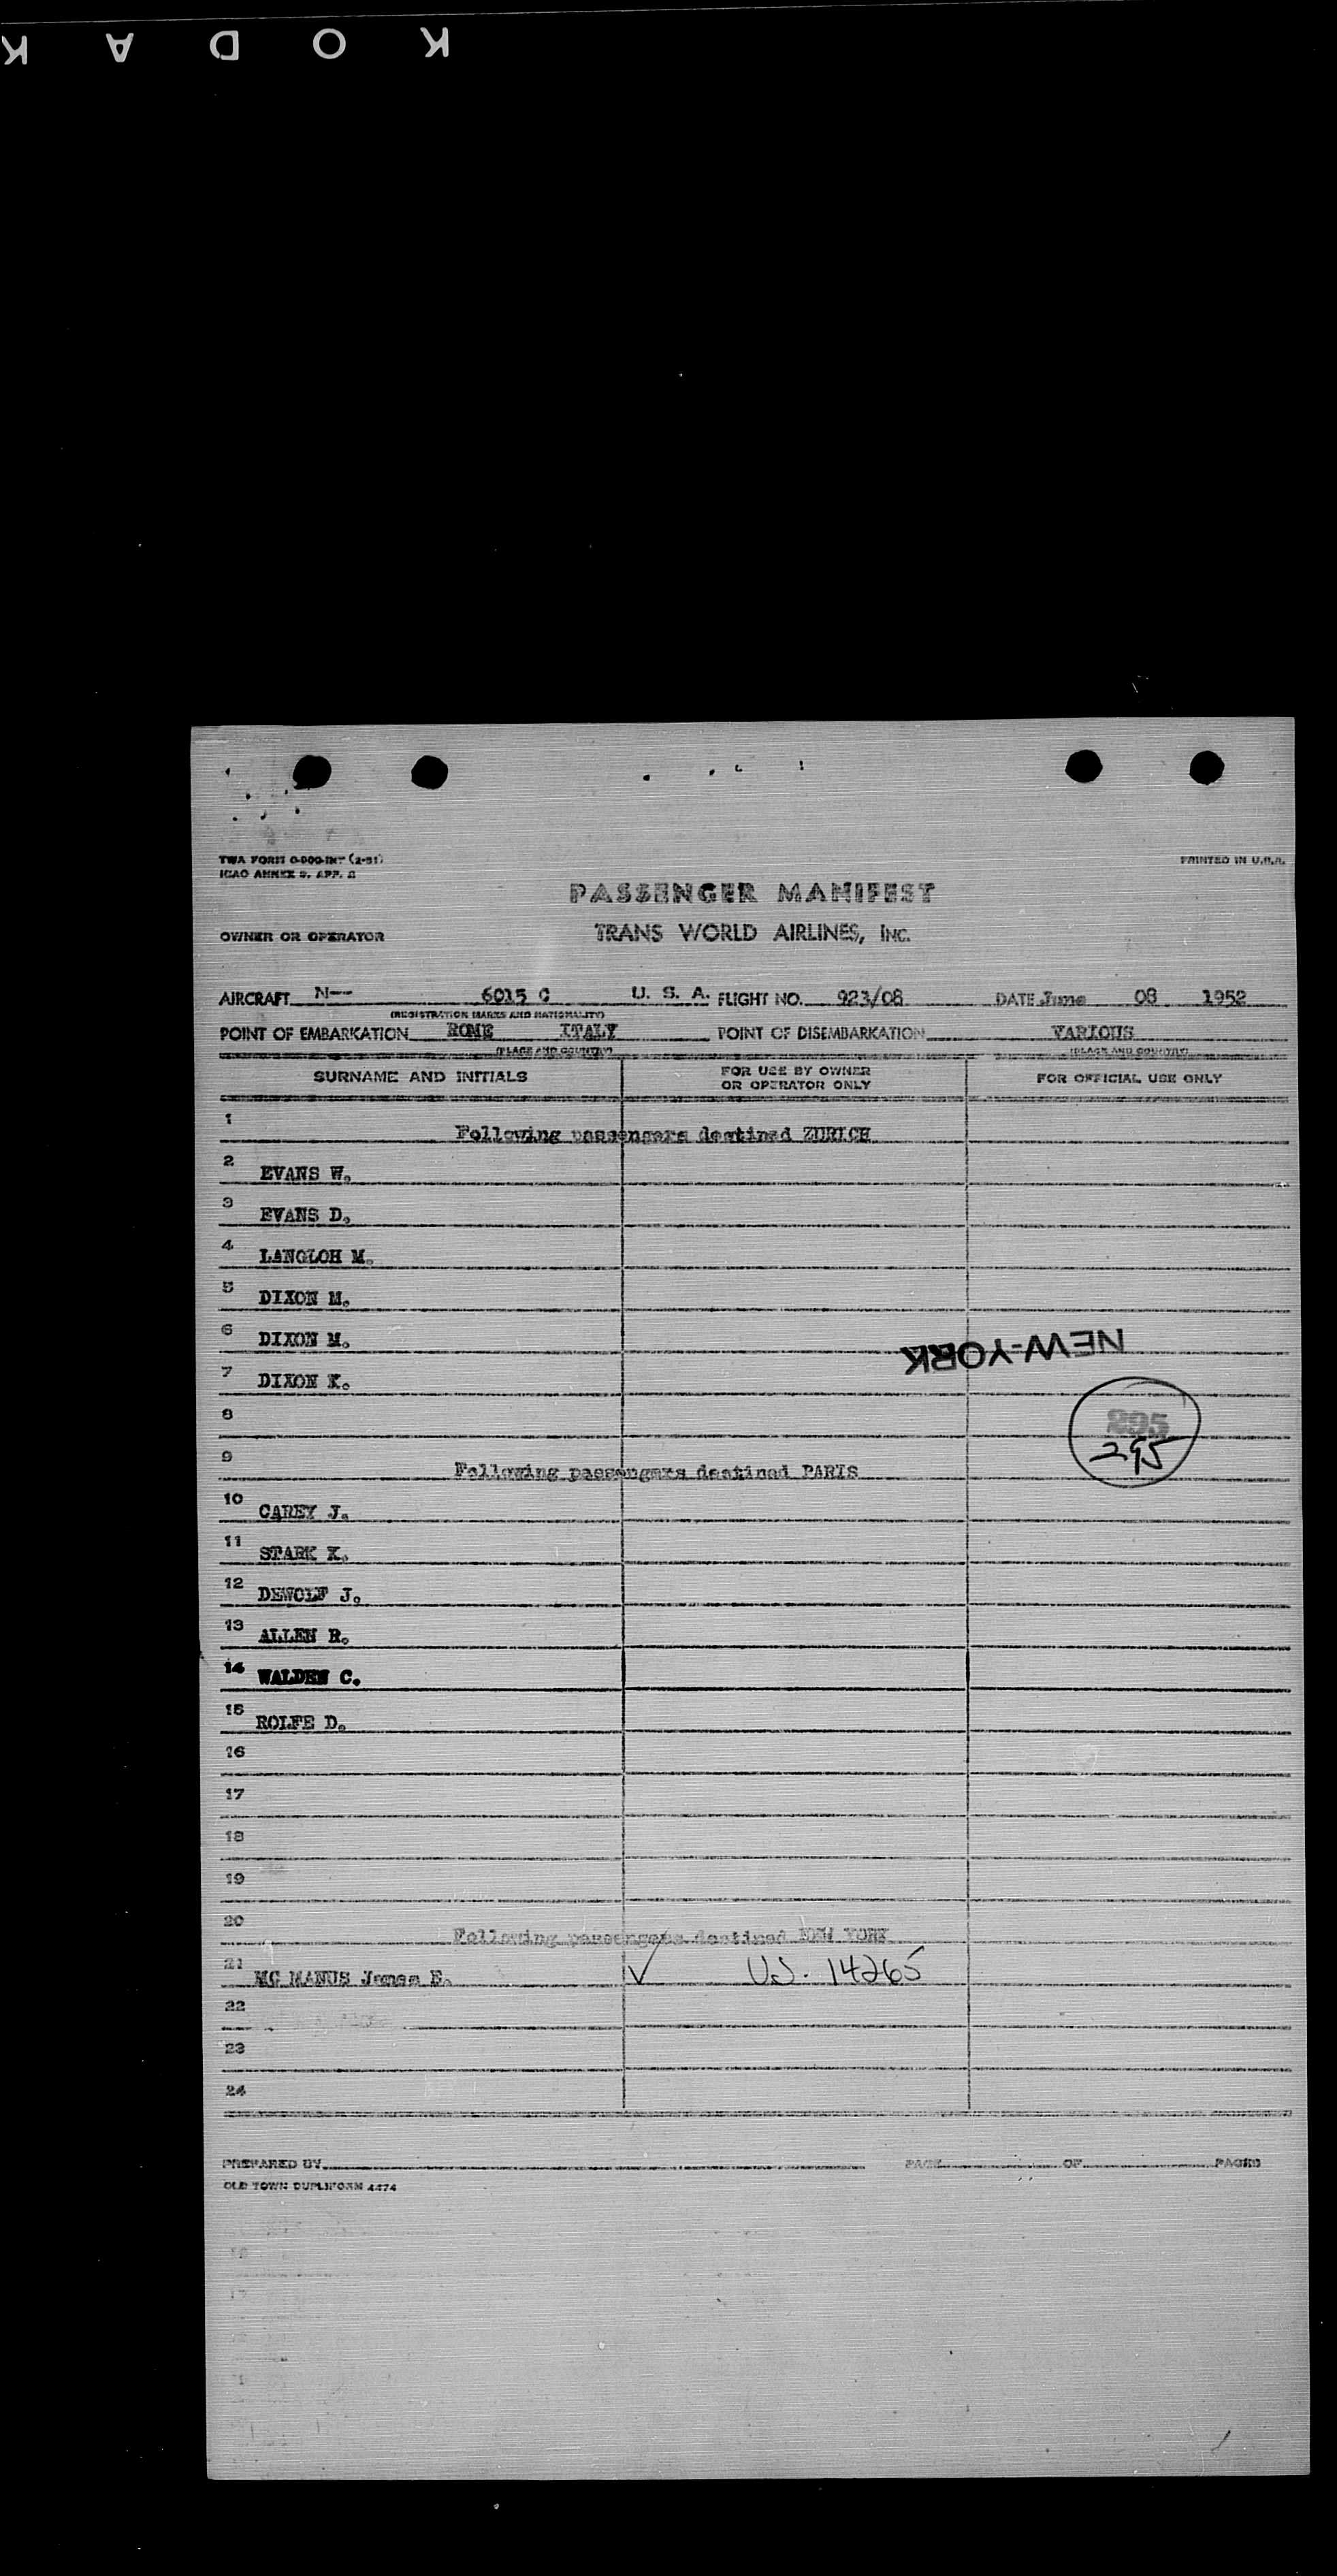 KODAK
TWA FORM O-900-INT (2-51)
ICAO ANNEX 9, APP. 2
PRINTED IN U.S.A.
PASSENGER MANIFEST
OWNER OR OPERATOR TRANS WORLD AIRLINES, INC.
AIRCRAFT N-- 6015 C U. S. A. FLIGHT NO. 923/08 DATE June 08 1952
(REGISTRATION MARKS AND NATIONALITY)
POINT OF EMBARKATION ROME ITALY POINT OF DISEMBARKATION VARIOUS
(PLACE AND COUNTRY) (PLACE AND COUNTRY)
SURNAME AND INITIALS FOR USE BY OWNER OR OPERATOR ONLY FOR OFFICIAL USE ONLY
1 Following passengers destined ZURICH
2 EVANS W.
3 EVANS D.
4 LANGLOH M.
5 DIXON M.
6 DIXON M.
NEW-YORK
7 DIXON K.
8
295
295
9 Following passengers destined PARIS
10 CAREY J.
11 STARK K.
12 DEWOLF J.
13 ALLEN R.
14 WALDEN C.
15 ROLFE D.
16
17
18
19
20 Following passengers destined NEW YORK
21 MC MANUS James E. ✓ US. 14265
22
23
24
PREPARED BY PAGE OF PAGES
OLD TOWN DUPLIFORM 4474